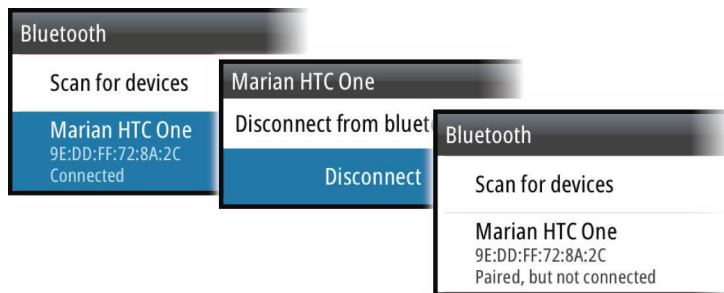 Bluetooth
Scan for devices
Marian HTC One
9E:DD:FF:72:8A:2C
Connected
Marian HTC One
Disconnect from
Disconnect
Bluetooth
Scan for devices
Marian HTC One
9E:DD:FF:72:8A:2C
Paired, but not connected